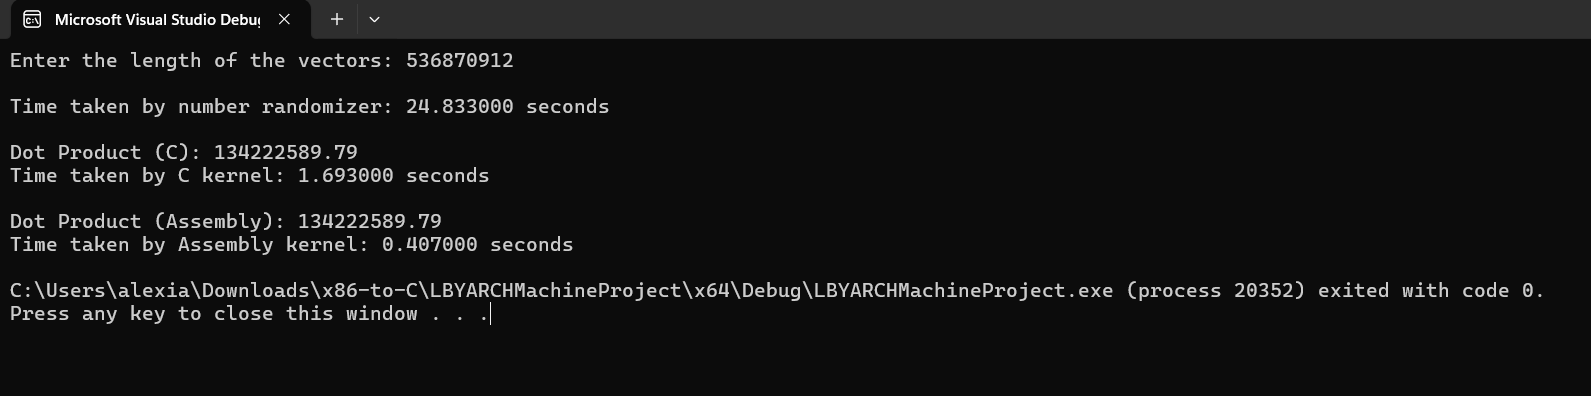 Microsoft Visual Studio Debug
Enter the length of the vectors: 536870912
Time taken by number randomizer: 24.833000 seconds
Dot Product (C): 134222589.79
Time taken by C kernel: 1.693000 seconds
Dot Product (Assembly): 134222589.79
Time taken by Assembly kernel: 0.407000 seconds
C:\Users\alexia\Downloads\x86-to-C\LBYARCHMachineProject\x64\Debug\LBYARCHMachineProject.exe (process 20352) exited with code 0.
Press any key to close this window . . .